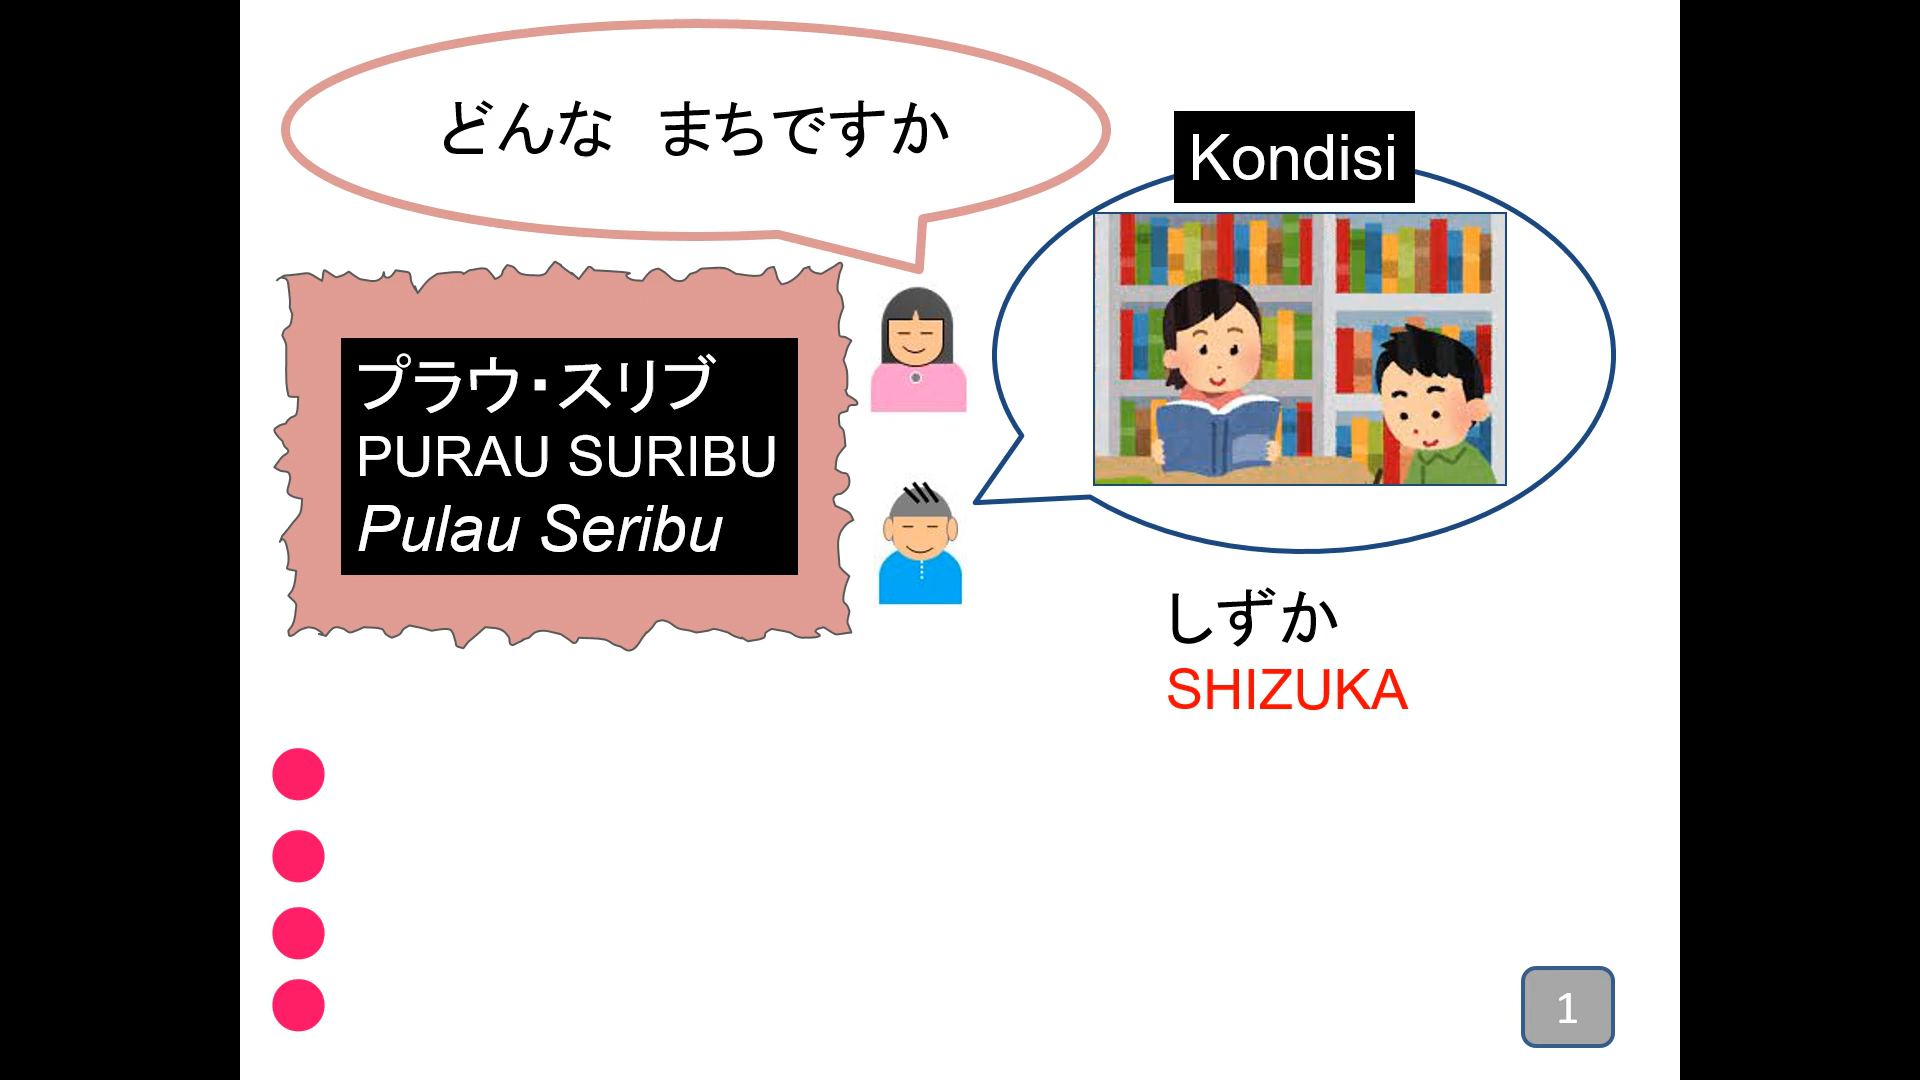 どんな　まちですか
Kondisi
プラウ・スリブ
PURAU SURIBU
Pulau Seribu
しずか
SHIZUKA
1